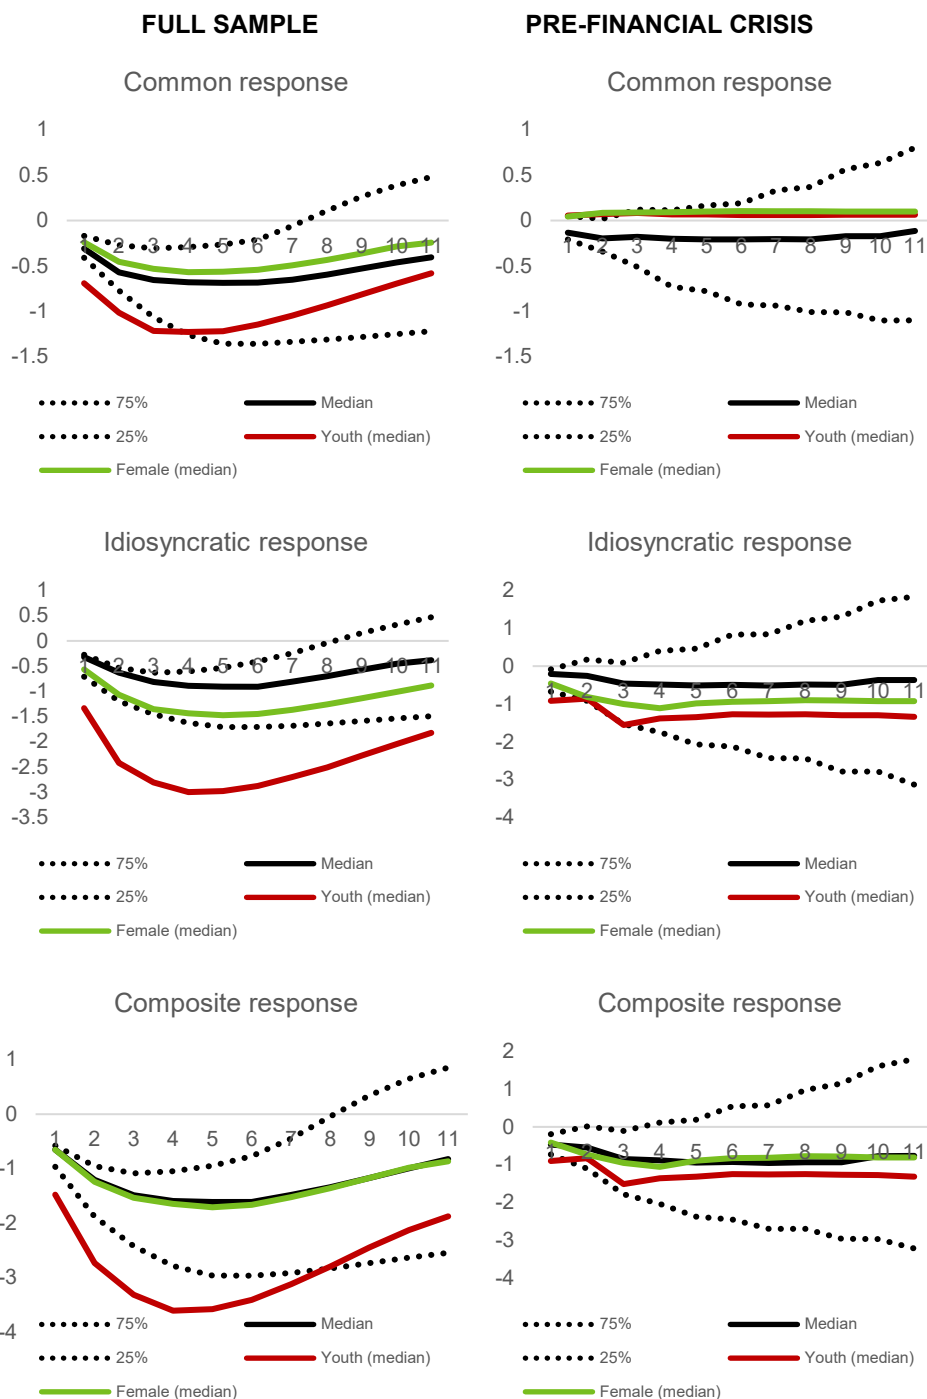 FULL SAMPLE
PRE-FINANCIAL CRISIS
Common response
1
0.5
0
-0.5
-1
-1.5
1 2 3 4 5 6 7 8 9 10 11
75% Median
25% Youth (median)
Female (median)
Common response
1
0.5
0
-0.5
-1
-1.5
1 2 3 4 5 6 7 8 9 10 11
75% Median
25% Youth (median)
Female (median)
Idiosyncratic response
1
0.5
0
-0.5
-1
-1.5
-2
-2.5
-3
-3.5
1 2 3 4 5 6 7 8 9 10 11
75% Median
25% Youth (median)
Female (median)
Idiosyncratic response
2
1
0
-1
-2
-3
-4
1 2 3 4 5 6 7 8 9 10 11
75% Median
25% Youth (median)
Female (median)
Composite response
1
0
-1
-2
-3
-4
1 2 3 4 5 6 7 8 9 10 11
75% Median
25% Youth (median)
Female (median)
Composite response
2
1
0
-1
-2
-3
-4
1 2 3 4 5 6 7 8 9 10 11
75% Median
25% Youth (median)
Female (median)